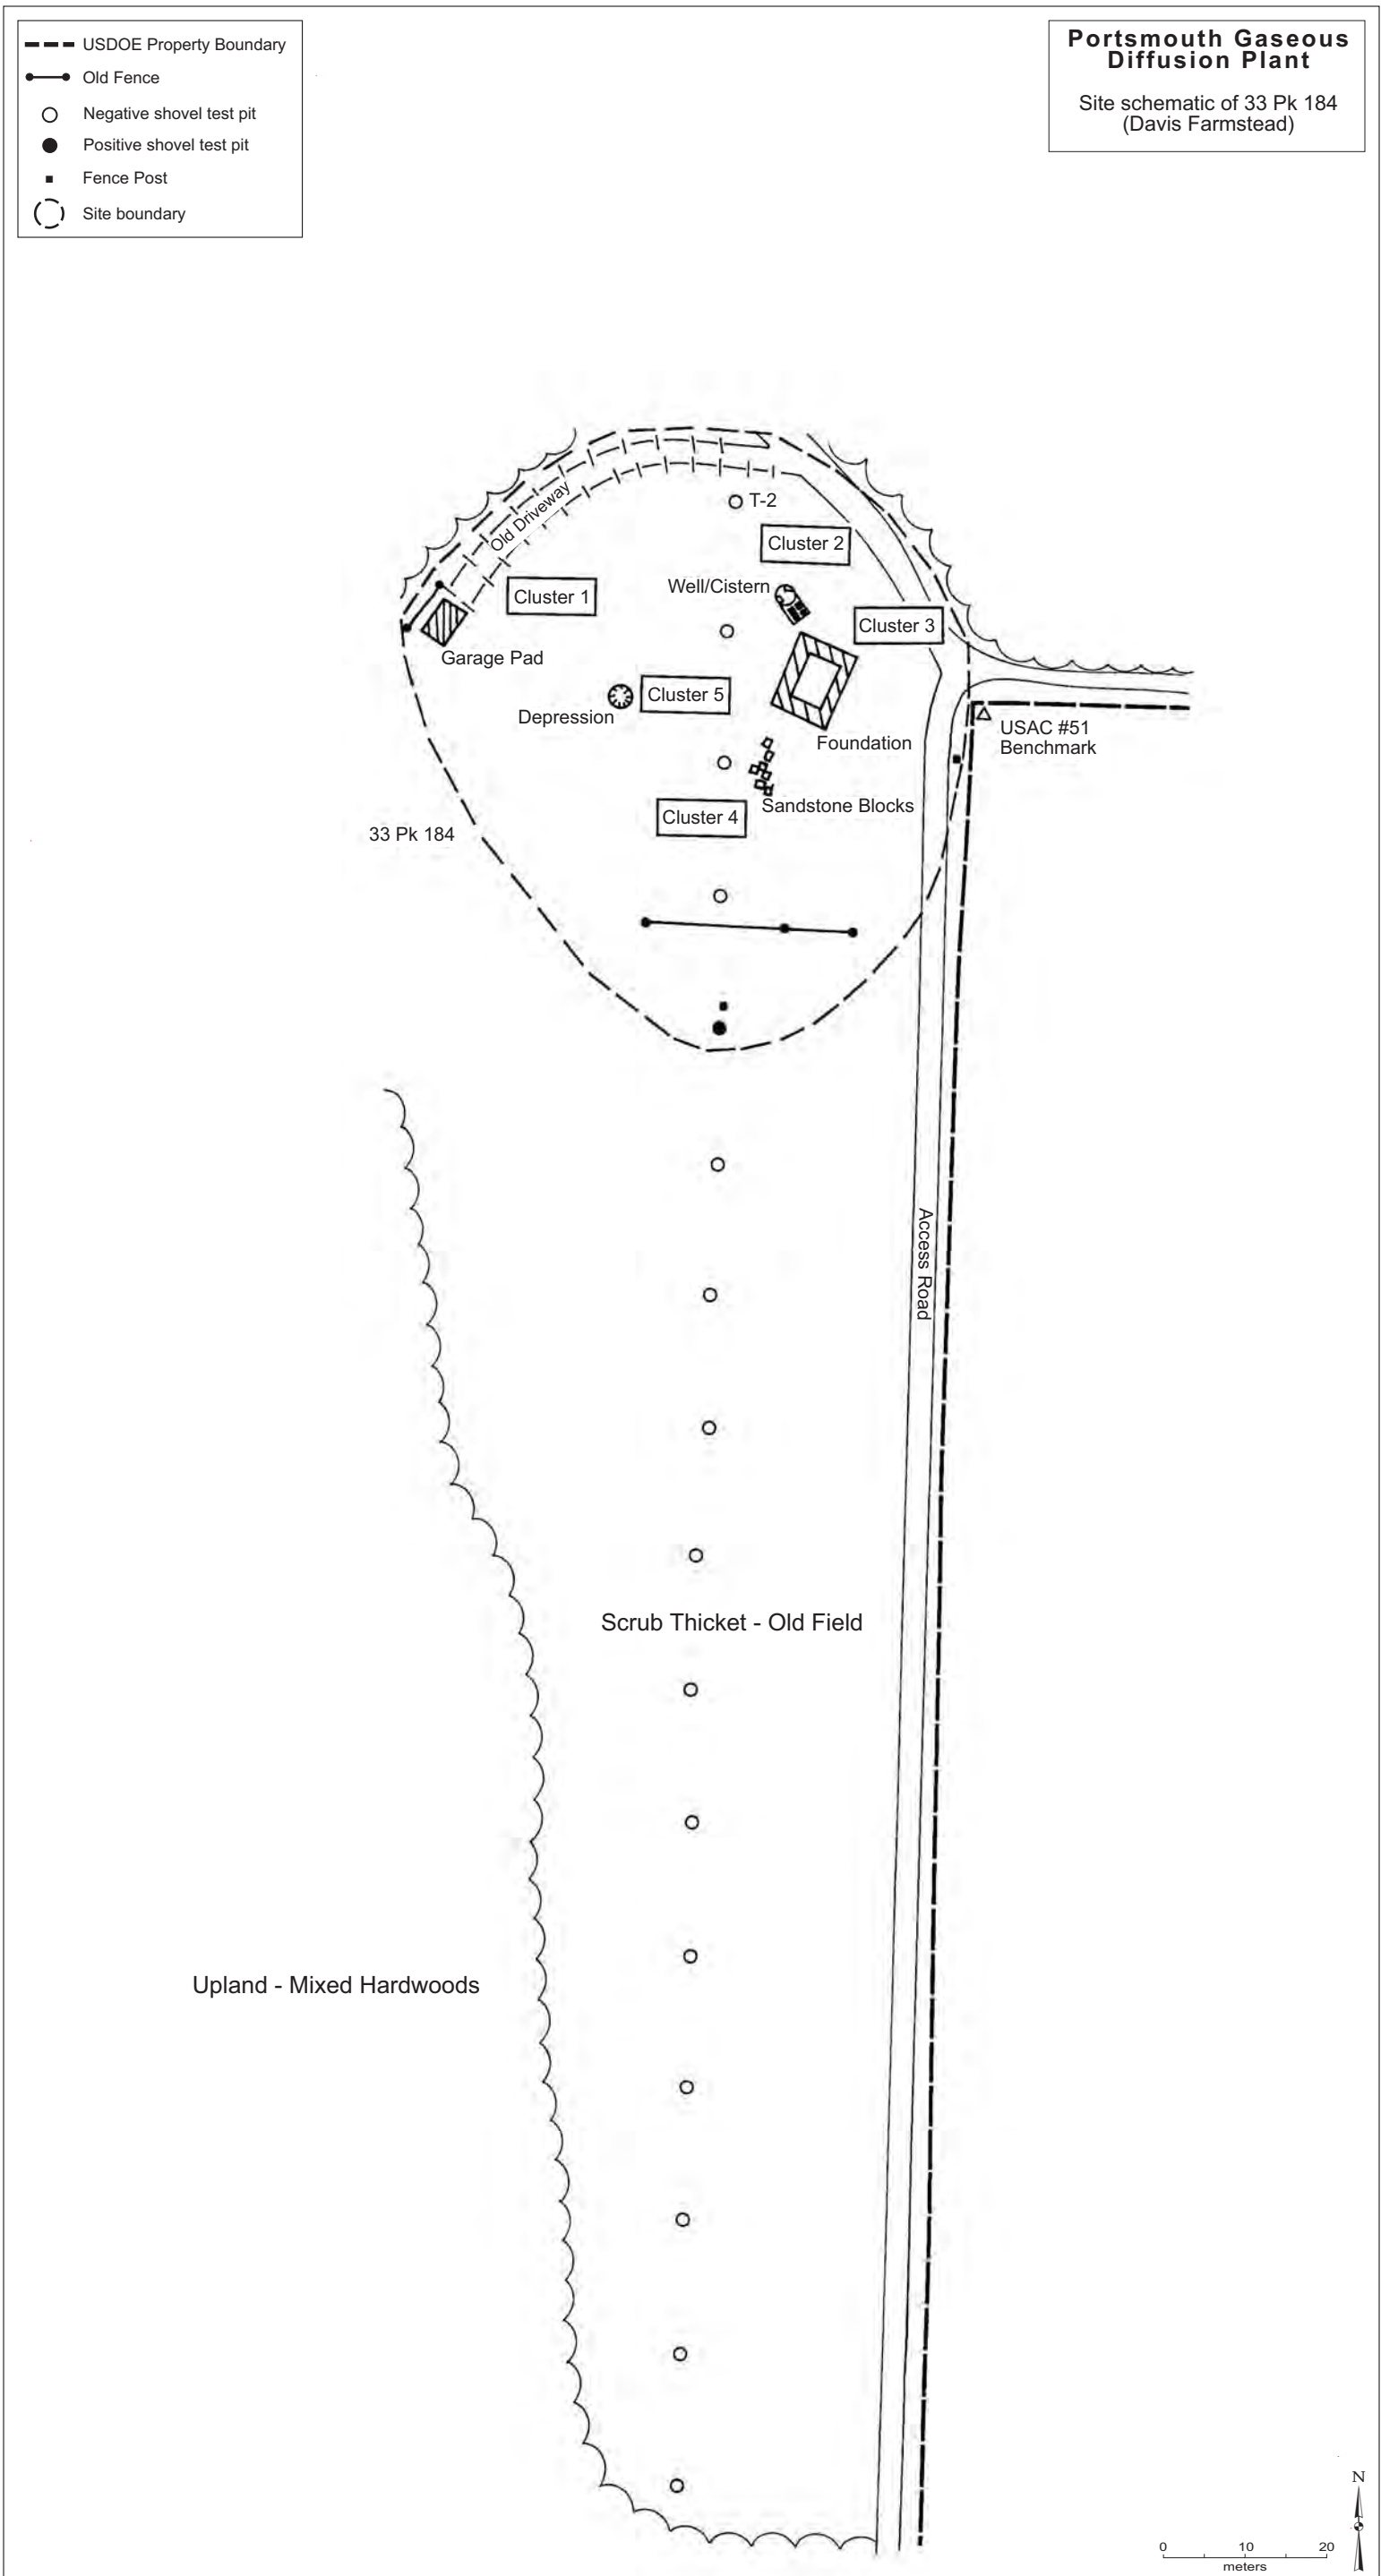 USDOE Property Boundary
Old Fence
Negative shovel test pit
Positive shovel test pit
Fence Post
Site boundary
Portsmouth Gaseous
Diffusion Plant
Site schematic of 33 Pk 184
(Davis Farmstead)
T-2
Old Driveway
Cluster 2
Well/Cistern
Cluster 1
Cluster 3
Garage Pad
Cluster 5
Depression
USAC #51
Benchmark
Foundation
Sandstone Blocks
Cluster 4
33 Pk 184
Access Road
Scrub Thicket - Old Field
Upland - Mixed Hardwoods
N
0 10 20
meters